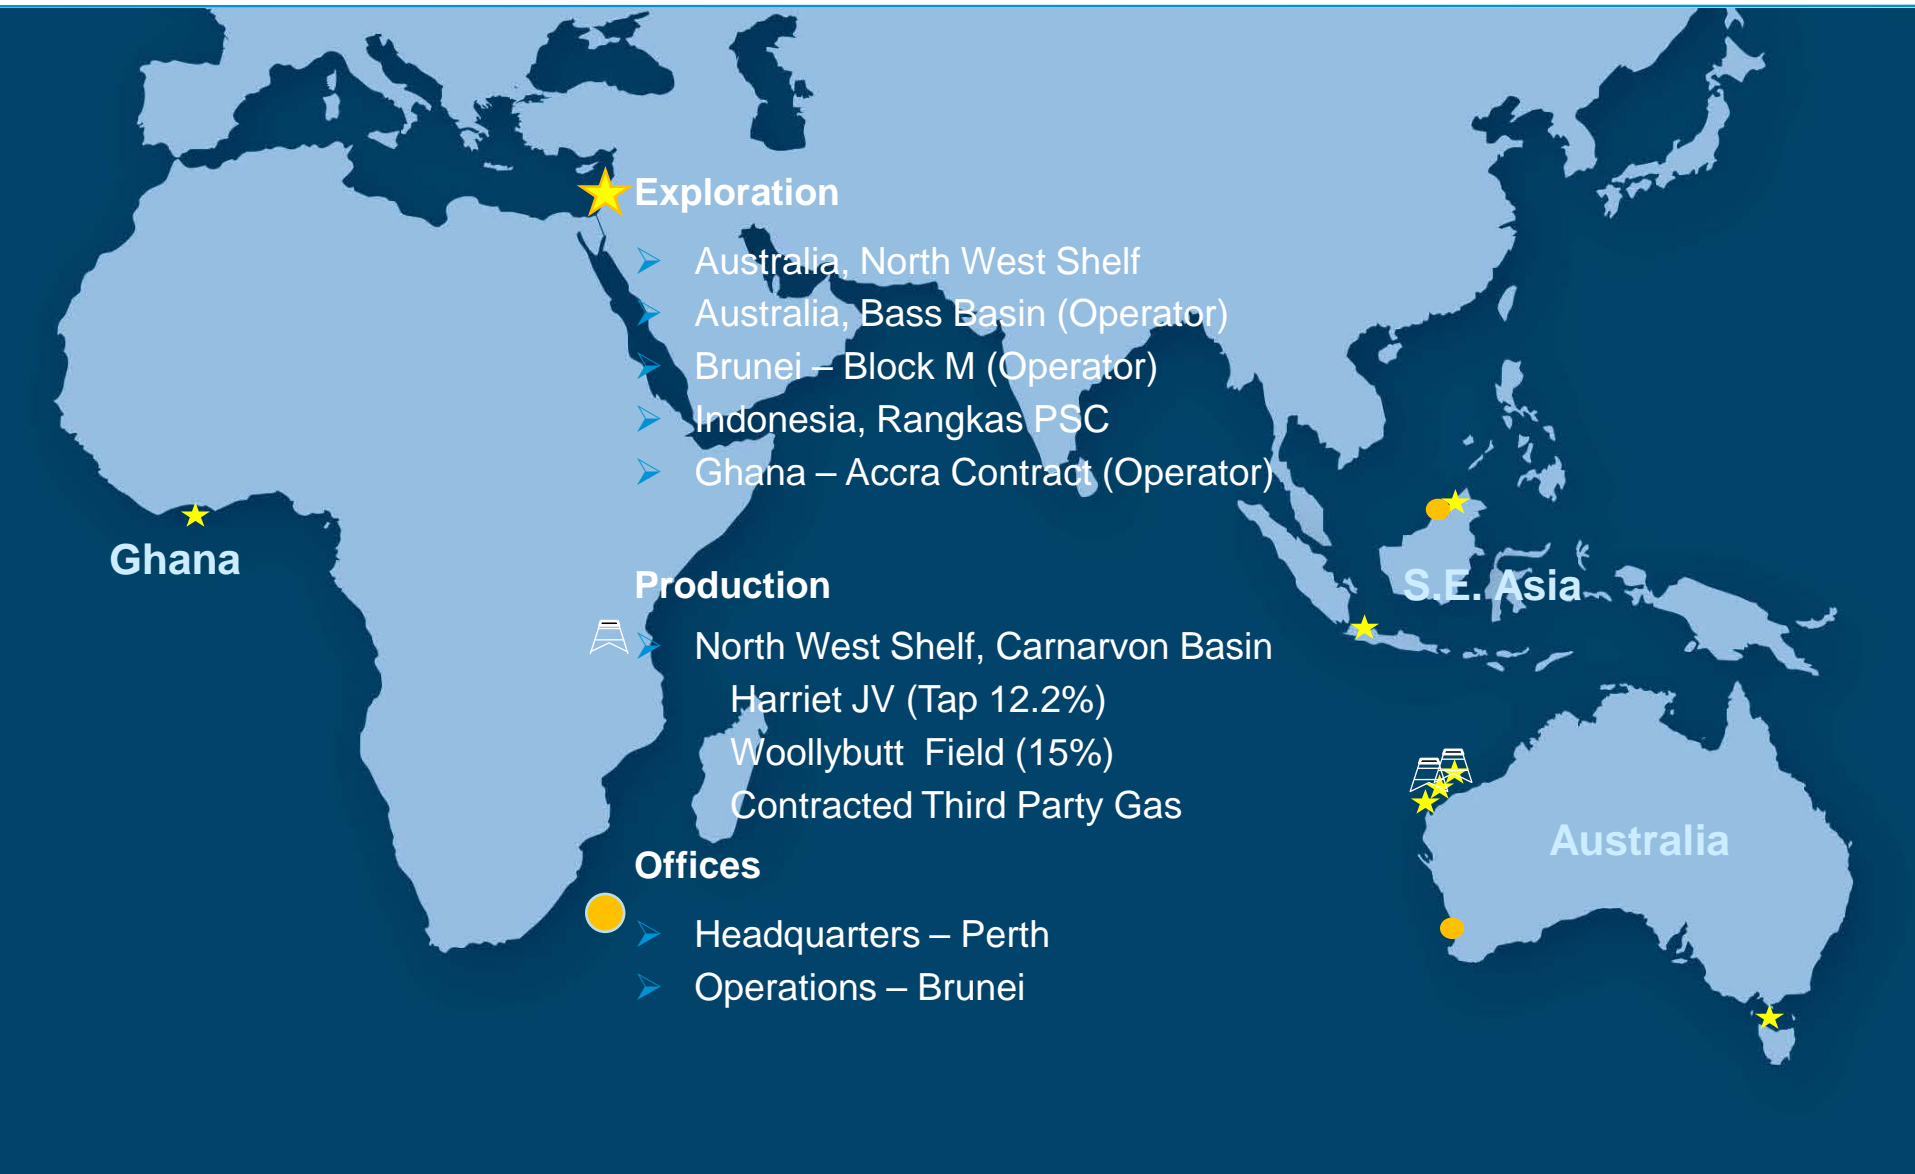 Exploration
Australia, North West Shelf
Australia, Bass Basin (Operator)
Brunei – Block M (Operator)
Indonesia, Rangkas PSC
Ghana – Accra Contract (Operator)
Ghana
Production
S.E. Asia
North West Shelf, Carnarvon Basin
Harriet JV (Tap 12.2%)
Woollybutt Field (15%)
Contracted Third Party Gas
Australia
Offices
Headquarters – Perth
Operations – Brunei